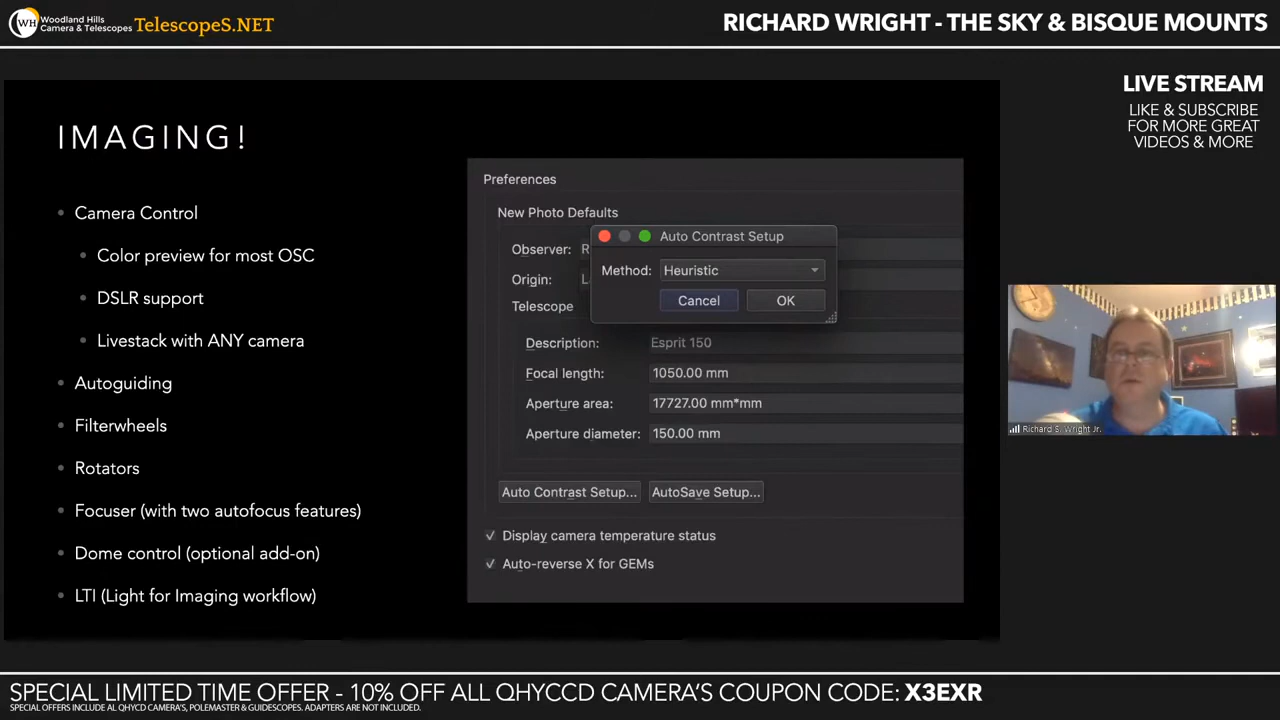 WH Woodland Hills
Camera & Telescopes
TelescopeS.NET
RICHARD WRIGHT - THE SKY & BISQUE MOUNTS
LIVE STREAM
LIKE & SUBSCRIBE
FOR MORE GREAT
VIDEOS & MORE
IMAGING!
• Camera Control
• Color preview for most OSC
• DSLR support
• Livestack with ANY camera
• Autoguiding
• Filterwheels
• Rotators
• Focuser (with two autofocus features)
• Dome control (optional add-on)
• LTI (Light for Imaging workflow)
Preferences
New Photo Defaults
Observer: R
Origin: L
Telescope
Auto Contrast Setup
Method: Heuristic
Cancel OK
Description: Esprit 150
Focal length: 1050.00 mm
Aperture area: 17727.00 mm*mm
Aperture diameter: 150.00 mm
Auto Contrast Setup... AutoSave Setup...
Display camera temperature status
Auto-reverse X for GEMs
Richard S. Wright Jr.
SPECIAL LIMITED TIME OFFER - 10% OFF ALL QHYCCD CAMERA'S COUPON CODE: X3EXR
SPECIAL OFFERS INCLUDE AL QHYCD CAMERA'S, POLEMASTER & GUIDESCOPES. ADAPTERS ARE NOT INCLUDED.